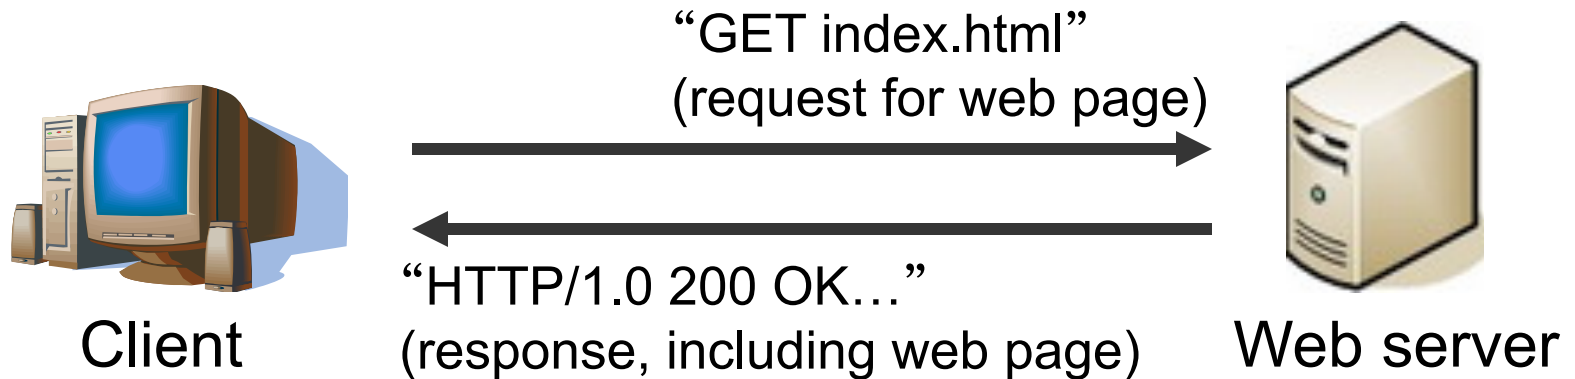 “GET index.html”
(request for web page)
“HTTP/1.0 200 OK…”
(response, including web page)
Client
Web server